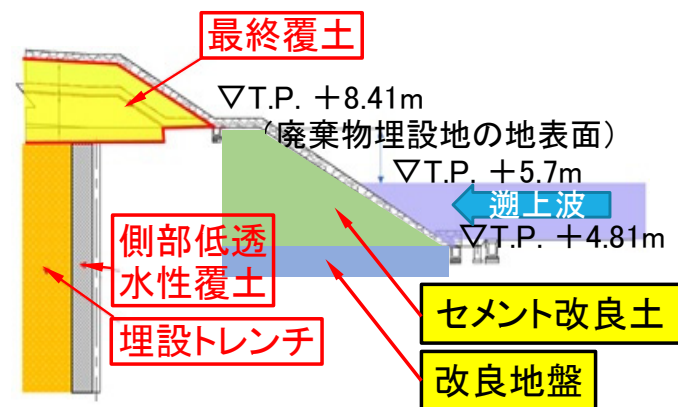 最終覆土
▽T.P. +8.41m
(廃棄物埋設地の地表面)
▽T.P. +5.7m
遡上波
▽T.P. +4.81m
側部低透
水性覆土
埋設トレンチ
セメント改良土
改良地盤